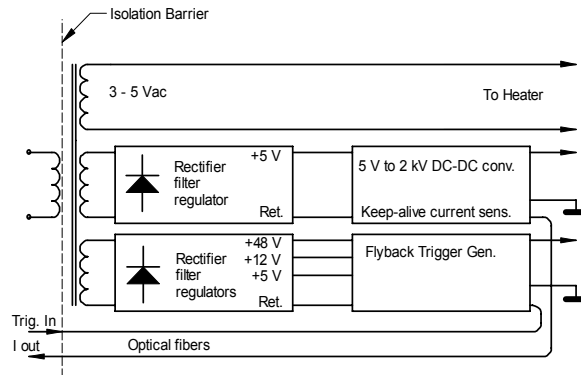 Isolation Barrier
3 - 5 Vac
To Heater
+5 V
Rectifier
filter
regulator
Ret.
5 V to 2 kV DC-DC conv.
Keep-alive current sens.
+48 V
+12 V
+5 V
Rectifier
filter
regulators
Ret.
Flyback Trigger Gen.
Trig. In
I out
Optical fibers